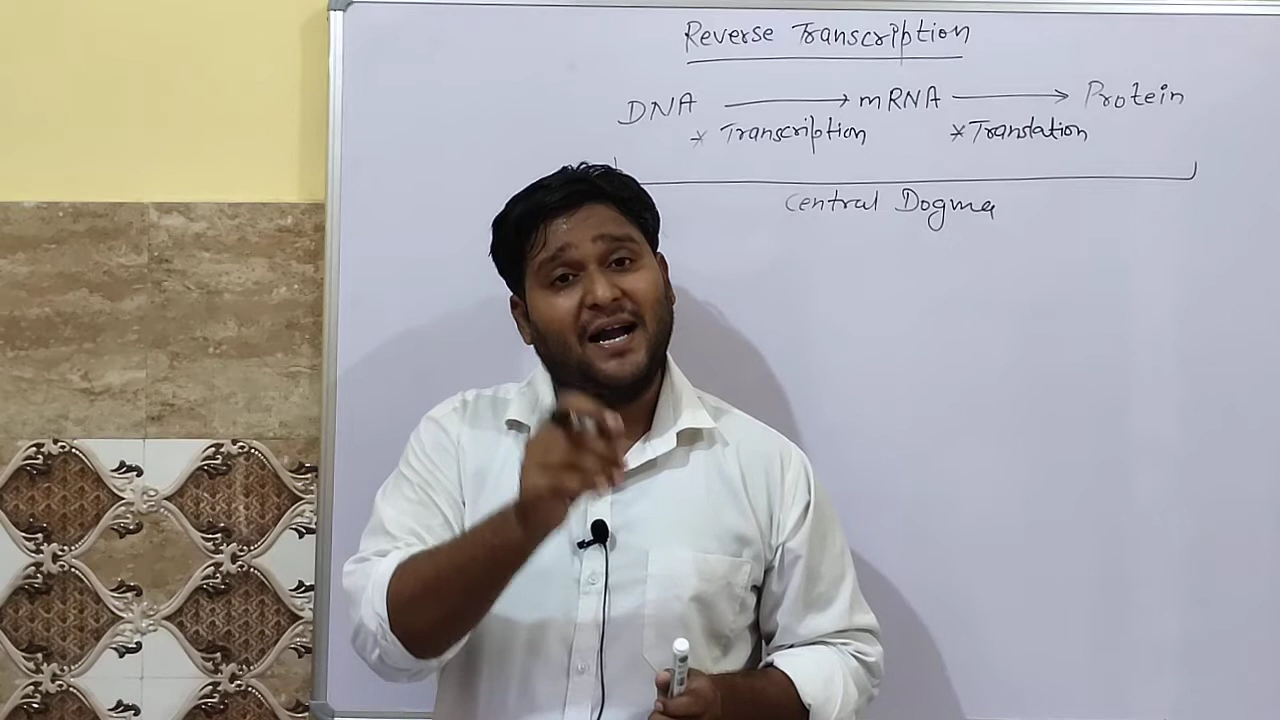 Reverse Transcription
DNA ⟶ mRNA ⟶ Protein
* Transcription * Translation
Central Dogma